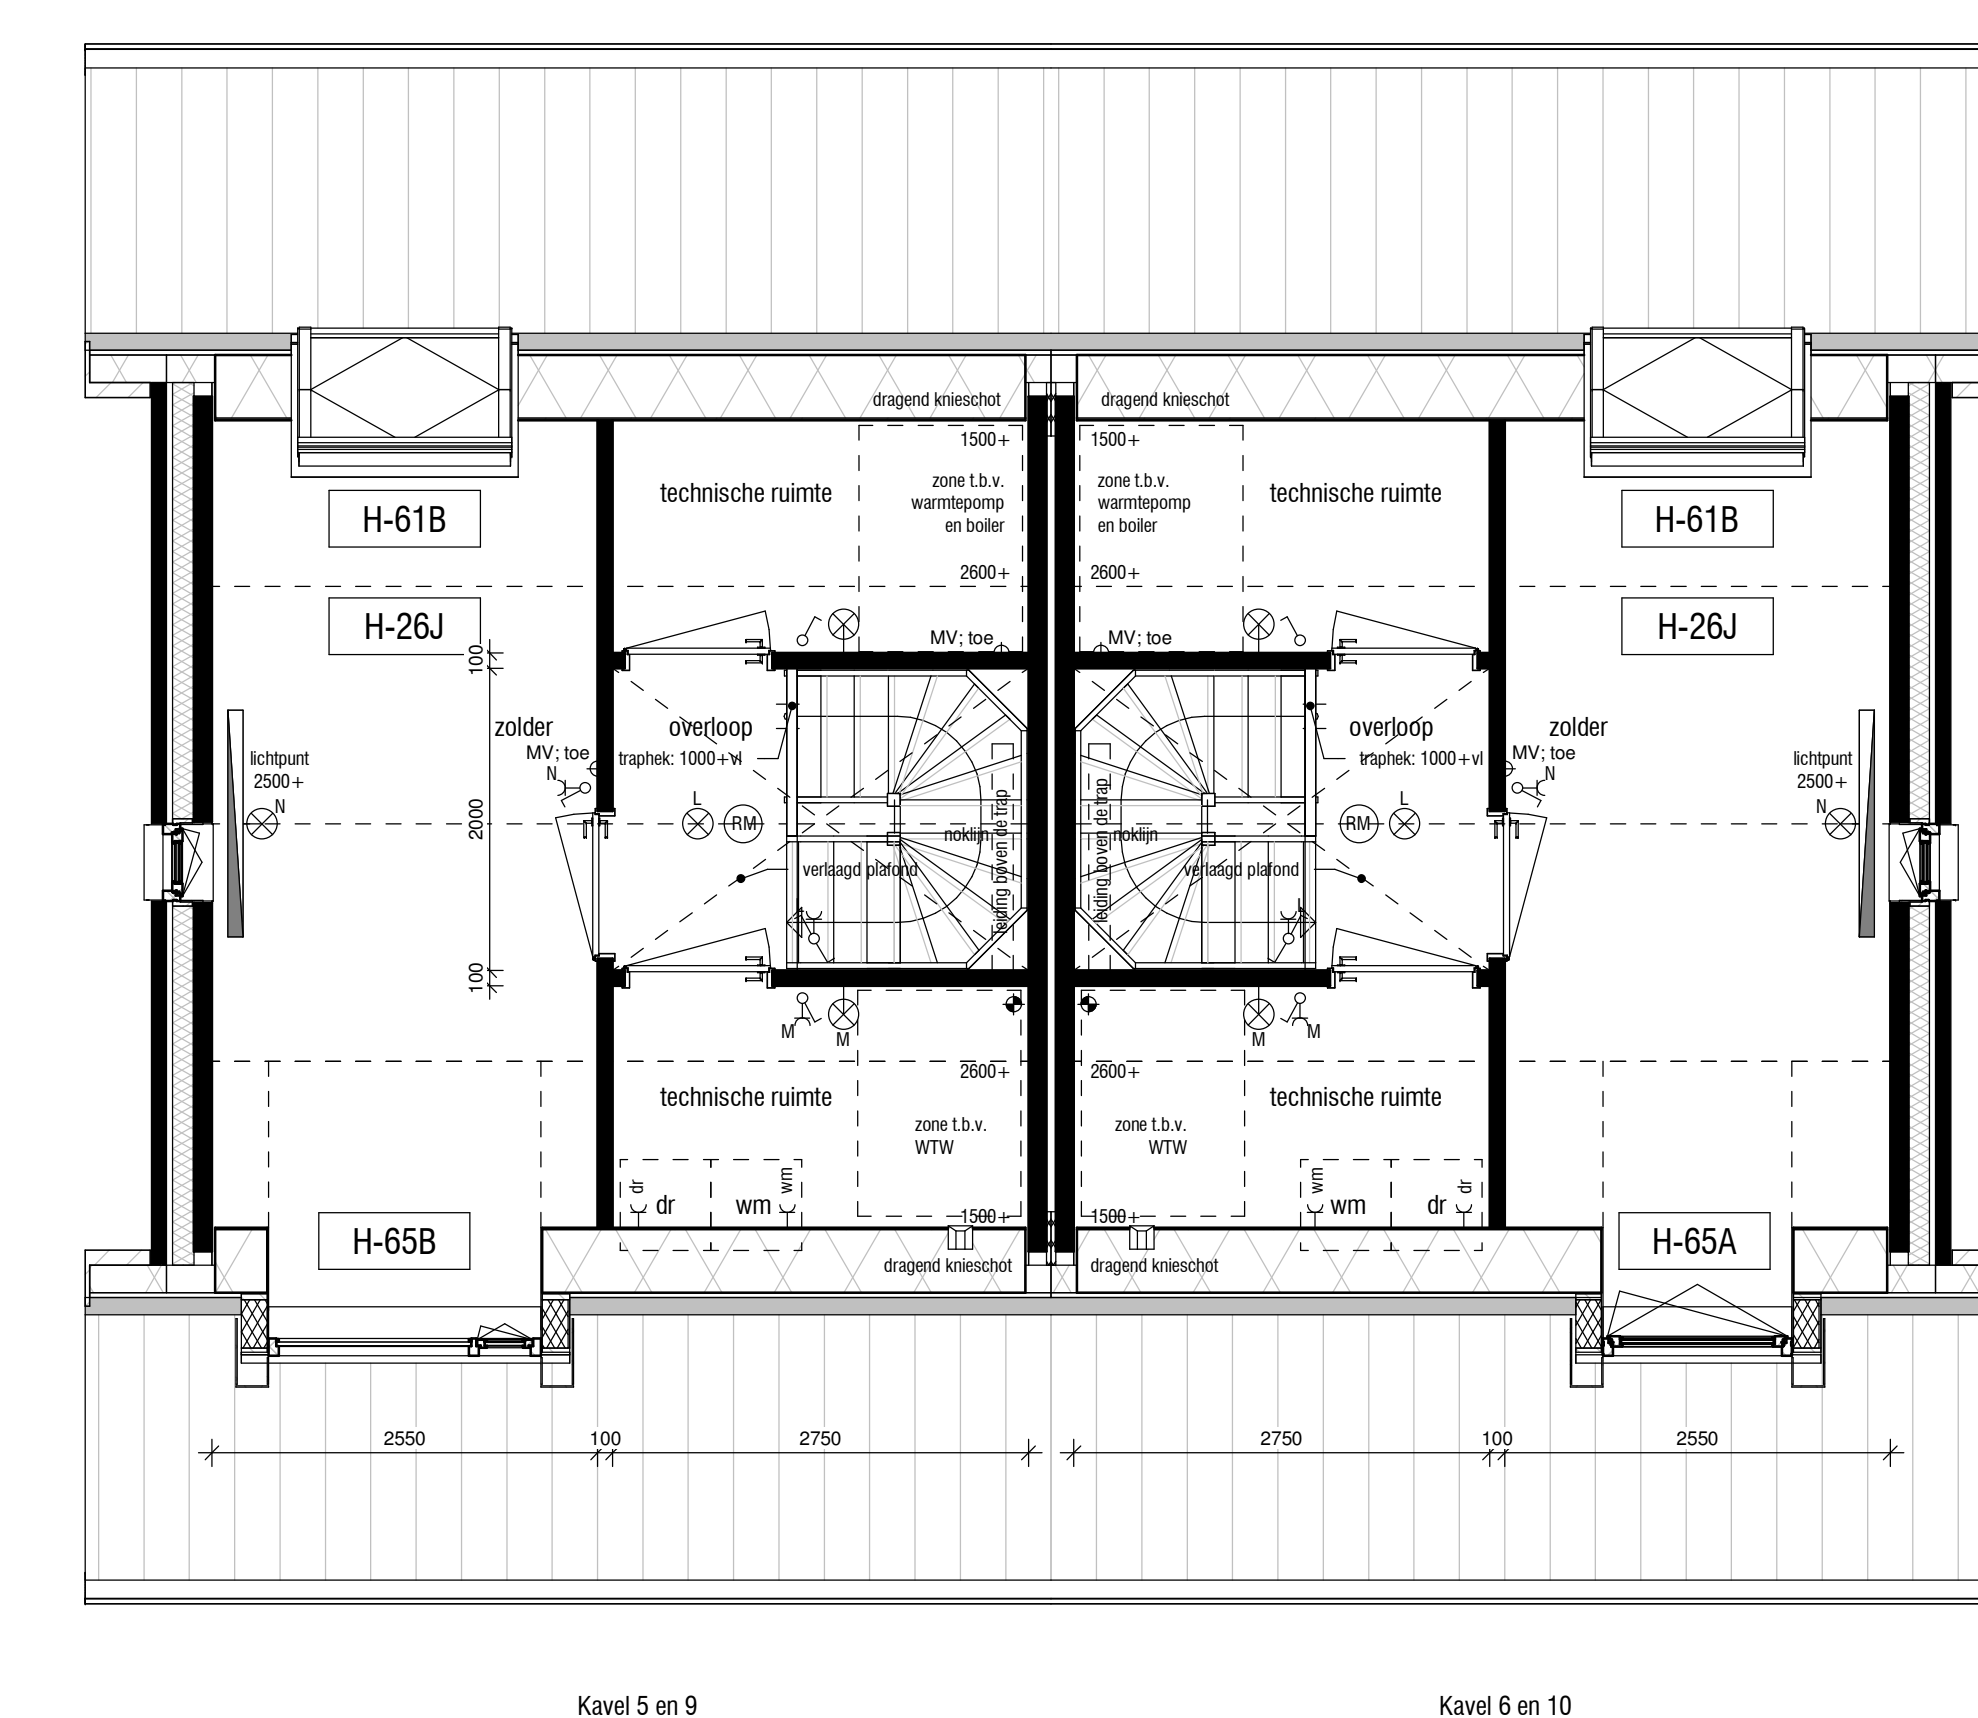 dragend knieschot
dragend knieschot
1500+
1500+
technische ruimte
zone t.b.v.
warmtepomp
en boiler
zone t.b.v.
warmtepomp
en boiler
technische ruimte
H-61B
H-61B
2600+
2600+
H-26J
H-26J
100
MV; toe
MV; toe
zolder
overloop
overloop
zolder
MV; toe
traphek: 1000+vl
traphek: 1000+vl
MV; toe
lichtpunt
2500+
N
N
N
lichtpunt
2500+
N
2000
L
RM
noklijn
leiding boven de trap
leiding boven de trap
noklijn
RM
L
verlaagd plafond
verlaagd plafond
100
M
M
M
M
2600+
2600+
technische ruimte
technische ruimte
zone t.b.v.
WTW
zone t.b.v.
WTW
dr
dr
wm
wm
wm
wm
dr
dr
1500+
1500+
H-65B
H-65A
dragend knieschot
dragend knieschot
2550
100
2750
2750
100
2550
Kavel 5 en 9
Kavel 6 en 10